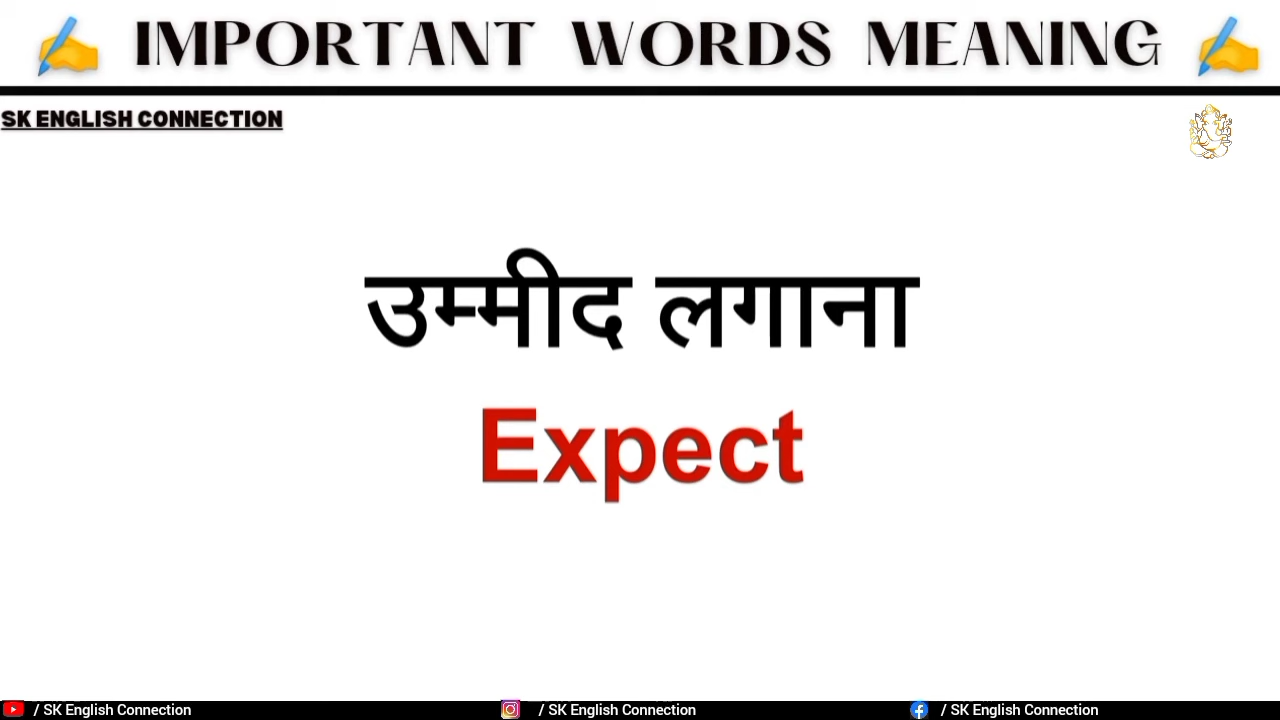 IMPORTANT WORDS MEANING
SK ENGLISH CONNECTION
उम्मीद लगाना
Expect
/ SK English Connection
/ SK English Connection
/ SK English Connection